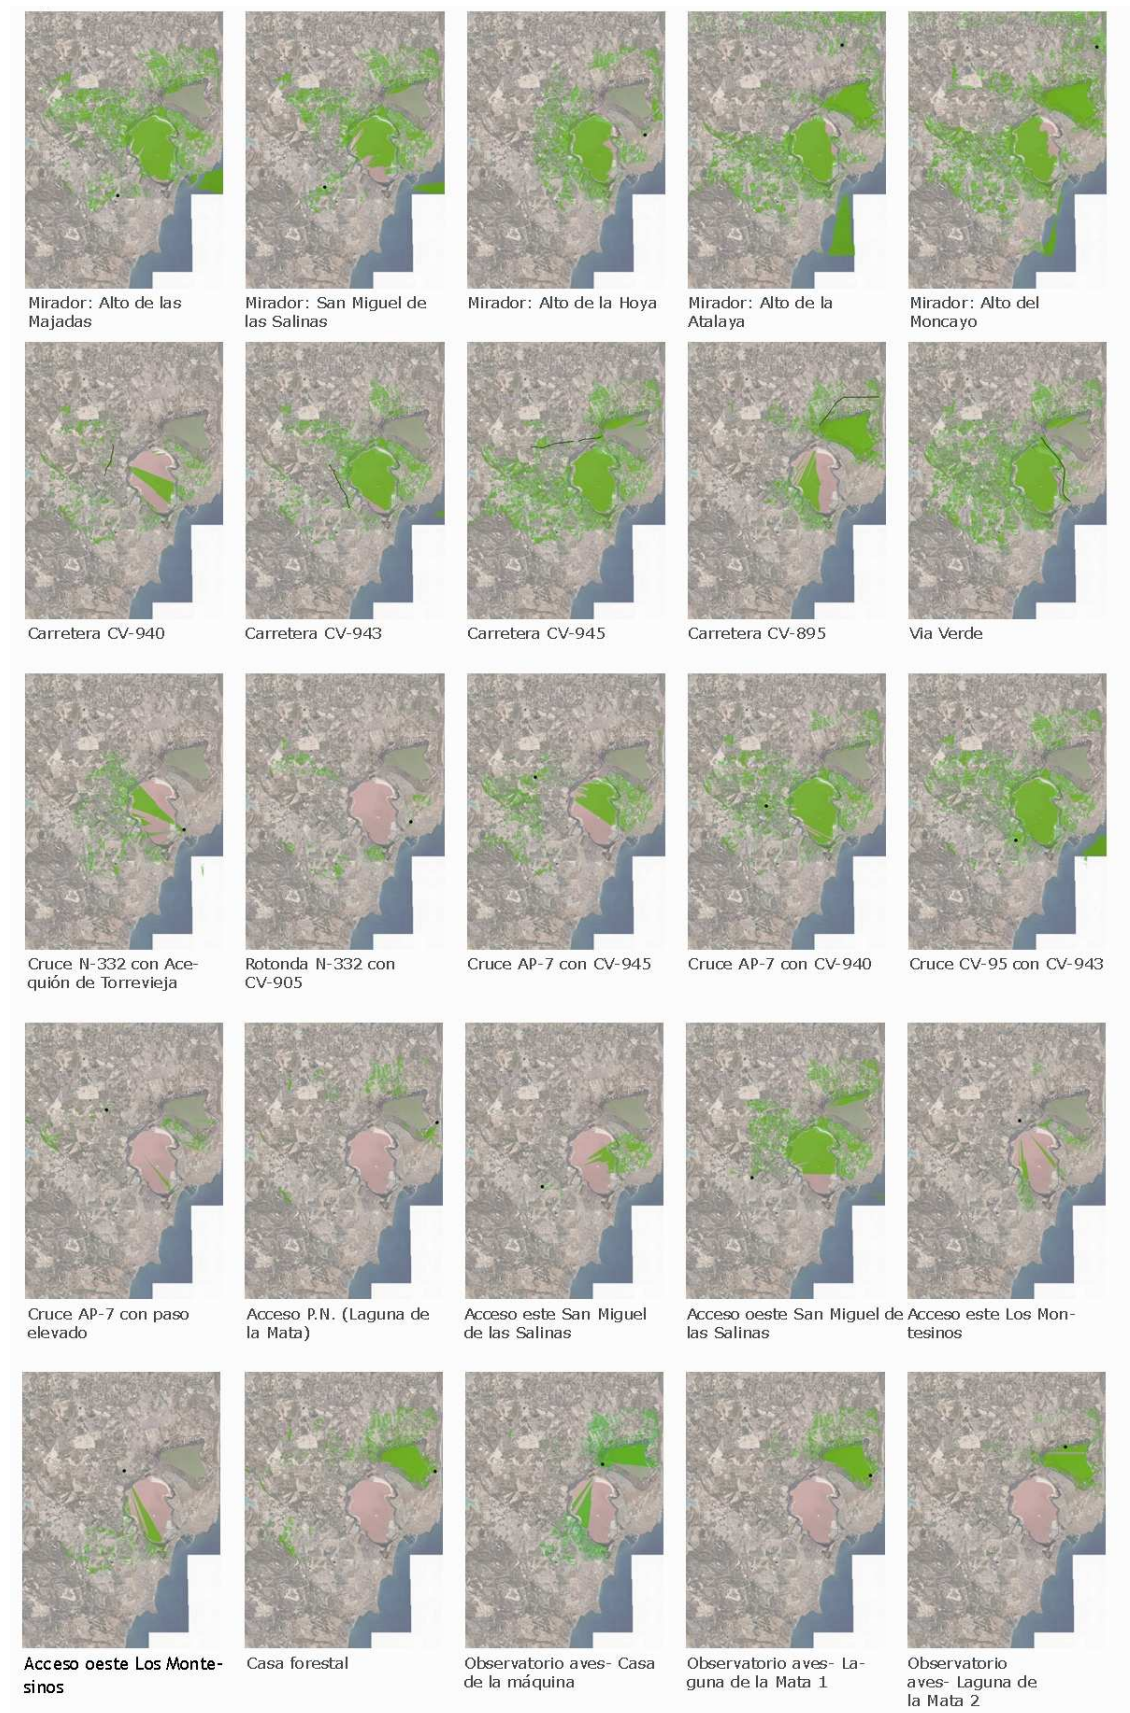 Mirador: Alto de las
Majadas
Mirador: San Miguel de
las Salinas
Mirador: Alto de la Hoya
Mirador: Alto de la
Atalaya
Mirador: Alto del
Moncayo
Carretera CV-940
Carretera CV-943
Carretera CV-945
Carretera CV-895
Via Verde
Cruce N-332 con Ace-
quión de Torrevieja
Rotonda N-332 con
CV-905
Cruce AP-7 con CV-945
Cruce AP-7 con CV-940
Cruce CV-95 con CV-943
Cruce AP-7 con paso
elevado
Acceso P.N. (Laguna de
la Mata)
Acceso este San Miguel
de las Salinas
Acceso oeste San Miguel de
las Salinas
Acceso este Los Mon-
tesinos
Acceso oeste Los Monte-
sinos
Casa forestal
Observatorio aves- Casa
de la máquina
Observatorio aves- La-
guna de la Mata 1
Observatorio
aves- Laguna de
la Mata 2